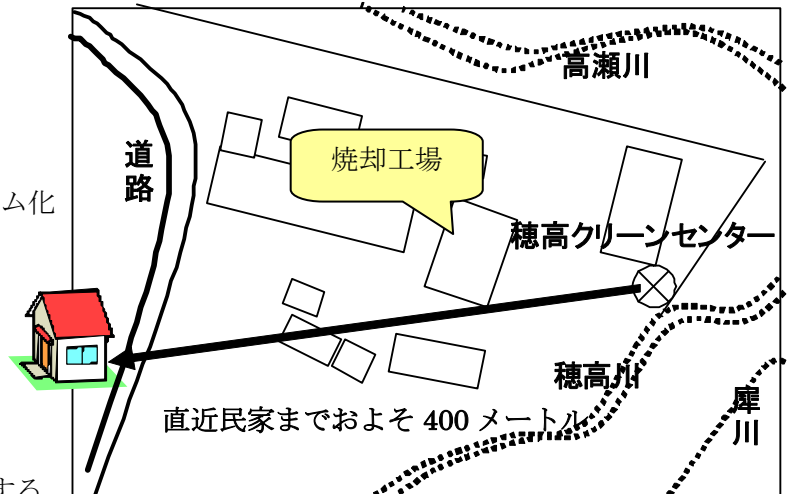 高瀬川
道路
焼却工場
ム化
穂高クリーンセンター
穂高川
犀川
直近民家までおよそ 400 メートル
する